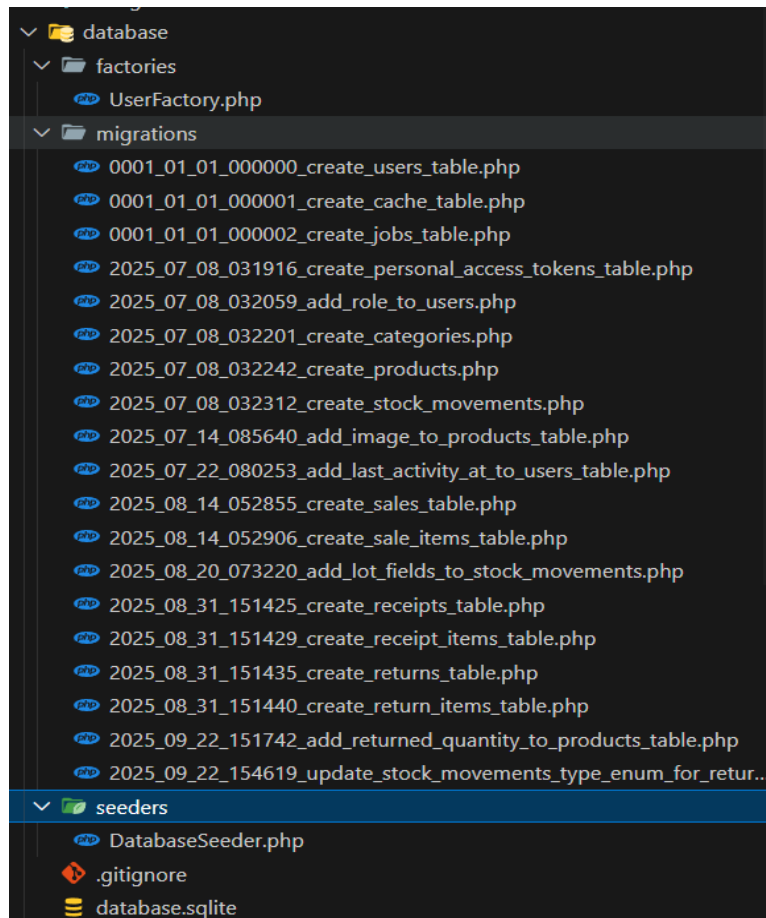 database
factories
UserFactory.php
migrations
0001_01_01_000000_create_users_table.php
0001_01_01_000001_create_cache_table.php
0001_01_01_000002_create_jobs_table.php
2025_07_08_031916_create_personal_access_tokens_table.php
2025_07_08_032059_add_role_to_users.php
2025_07_08_032201_create_categories.php
2025_07_08_032242_create_products.php
2025_07_08_032312_create_stock_movements.php
2025_07_14_085640_add_image_to_products_table.php
2025_07_22_080253_add_last_activity_at_to_users_table.php
2025_08_14_052855_create_sales_table.php
2025_08_14_052906_create_sale_items_table.php
2025_08_20_073220_add_lot_fields_to_stock_movements.php
2025_08_31_151425_create_receipts_table.php
2025_08_31_151429_create_receipt_items_table.php
2025_08_31_151435_create_returns_table.php
2025_08_31_151440_create_return_items_table.php
2025_09_22_151742_add_returned_quantity_to_products_table.php
2025_09_22_154619_update_stock_movements_type_enum_for_retur...
seeders
DatabaseSeeder.php
.gitignore
database.sqlite